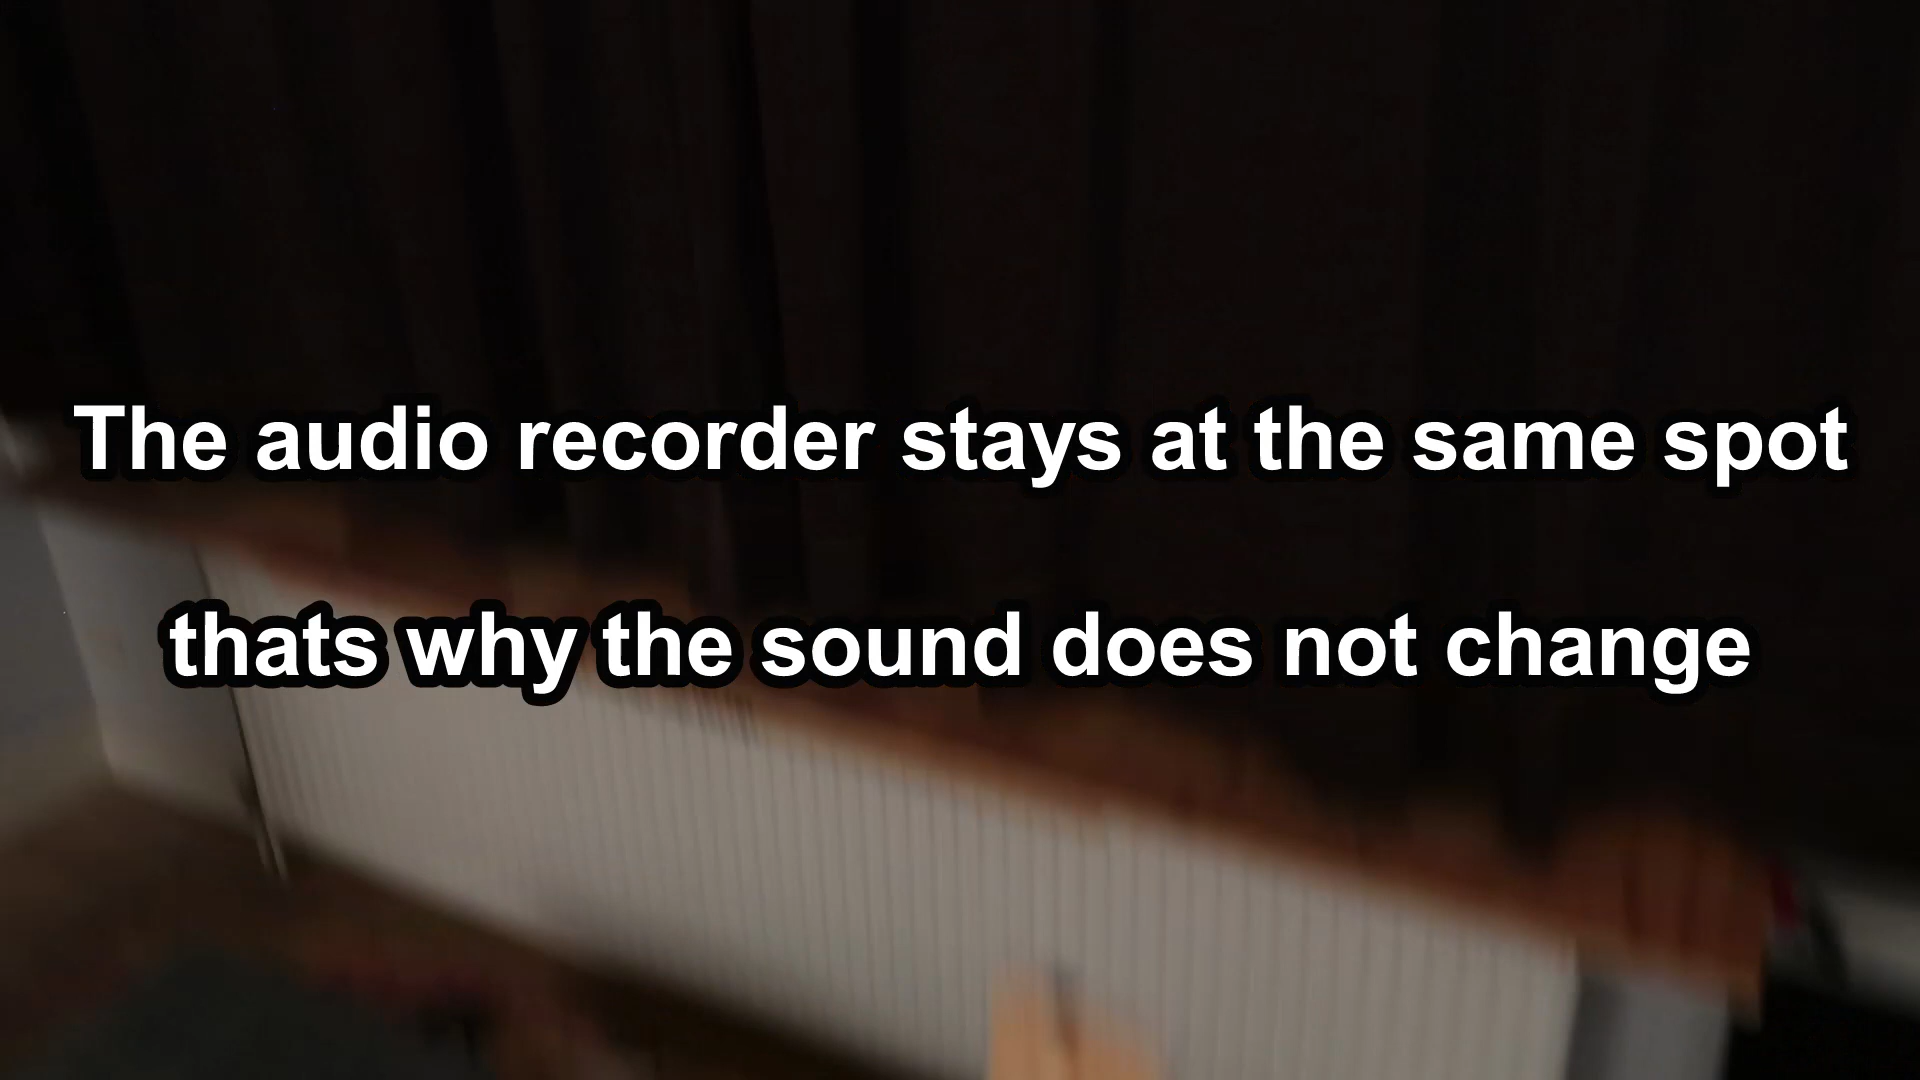 The audio recorder stays at the same spot
thats why the sound does not change